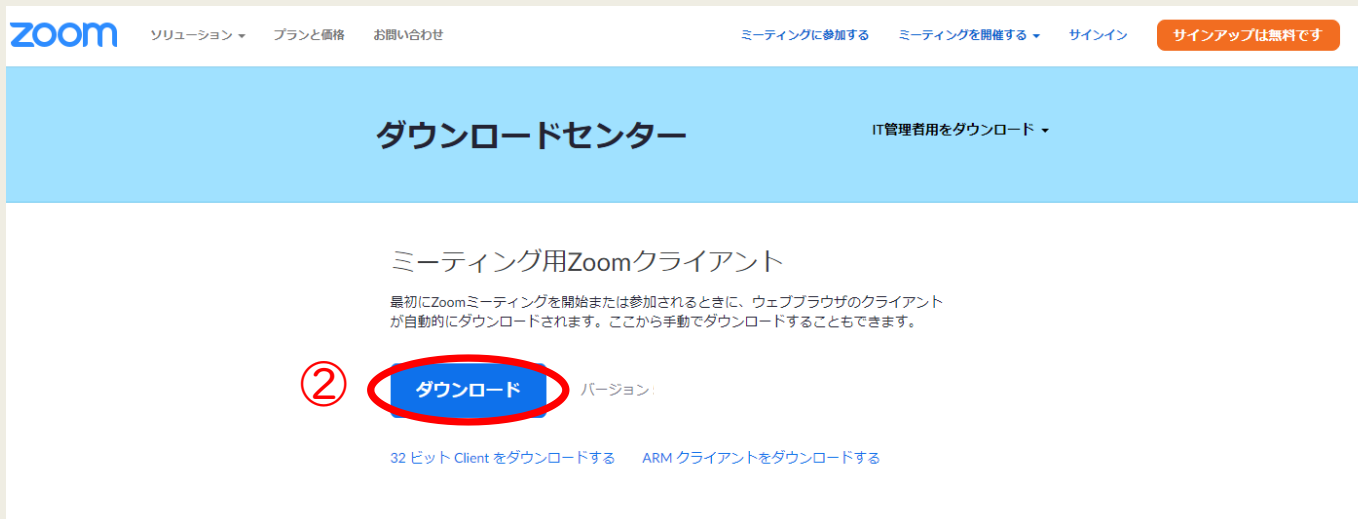 zoom ソリューション プランと価格 お問い合わせ ミーティングに参加する ミーティングを開催する サインイン サインアップは無料です
ダウンロードセンター IT管理者用をダウンロード
ミーティング用Zoomクライアント
最初にZoomミーティングを開始または参加されるときに、ウェブブラウザのクライアント
が自動的にダウンロードされます。ここから手動でダウンロードすることもできます。
② ダウンロード バージョン
32 ビット Client をダウンロードする ARM クライアントをダウンロードする